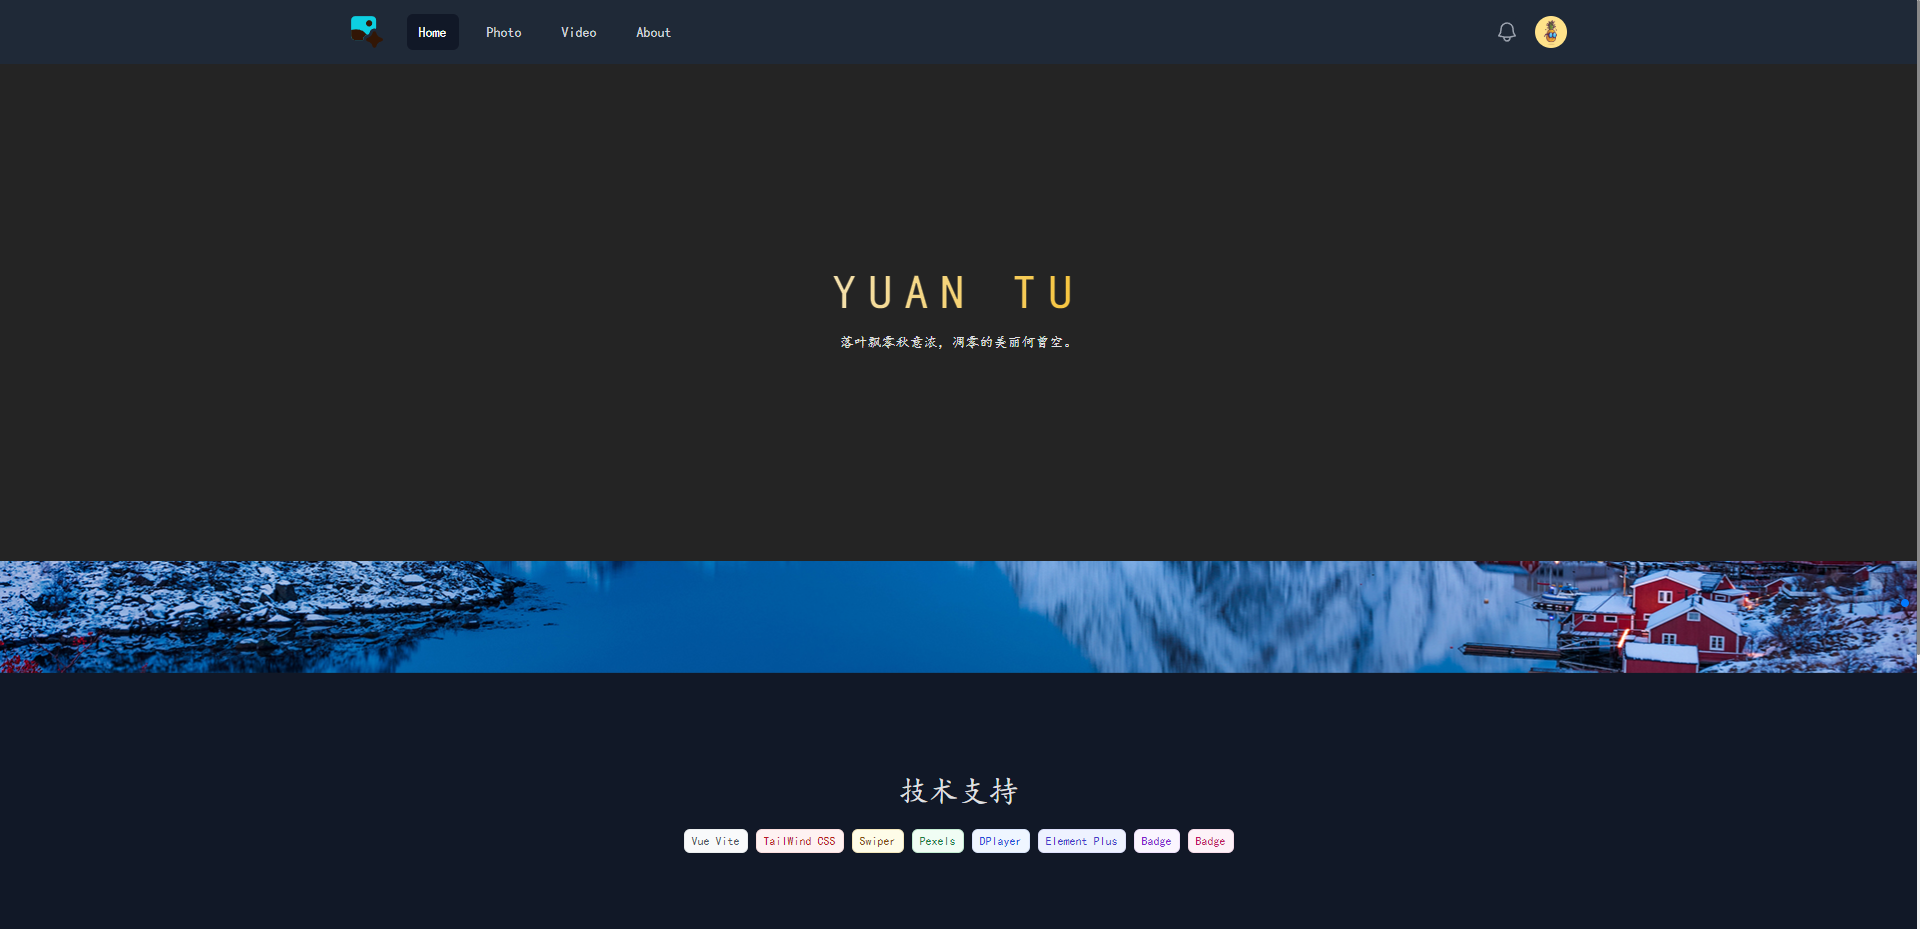 Home Photo Video About
YUAN TU
落叶飘零秋意浓，凋零的美丽何曾空。
技术支持
Vue Vite TailWind CSS Swiper Pexels DPlayer Element Plus Badge Badge